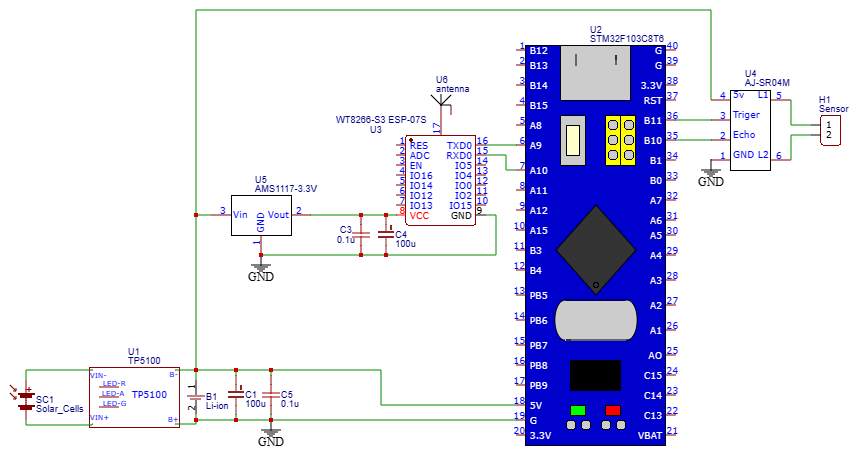 U2
STM32F103C8T6
1 B12 G 40
2 B13 G 39
3 B14 3.3V 38
4 B15 RST 37
5 A8 B11 36
6 A9 B10 35
7 A10 B1 34
8 A11 B0 33
9 A12 A7 32
10 A15 A6 31
11 B3 A5 30
12 B4 A4 29
13 PB5 A3 28
14 PB6 A2 27
15 PB7 A1 26
16 PB8 AO 25
17 PB9 C15 24
18 5V C14 23
19 G C13 22
20 3.3V VBAT 21
U4
AJ-SR04M
4 5v L1 5
3 Triger
2 Echo
1 GND L2 6
GND
H1
Sensor
1
2
U6
antenna
17
WT8266-S3 ESP-07S
U3
1 RES TXD0 16
2 ADC RXD0 15
3 EN IO5 14
4 IO16 IO4 13
5 IO14 IO0 12
6 IO12 IO2 11
7 IO13 IO15 10
8 VCC GND 9
U5
AMS1117-3.3V
3 Vin Vout 2
GND
1
GND
C3
0.1u
C4
100u
U1
TP5100
VIN- B-
LED-R
LED-A TP5100
LED-G
VIN+ B+
SC1
Solar_Cells
1
B1
Li-ion
2
C1
100u
C5
0.1u
GND